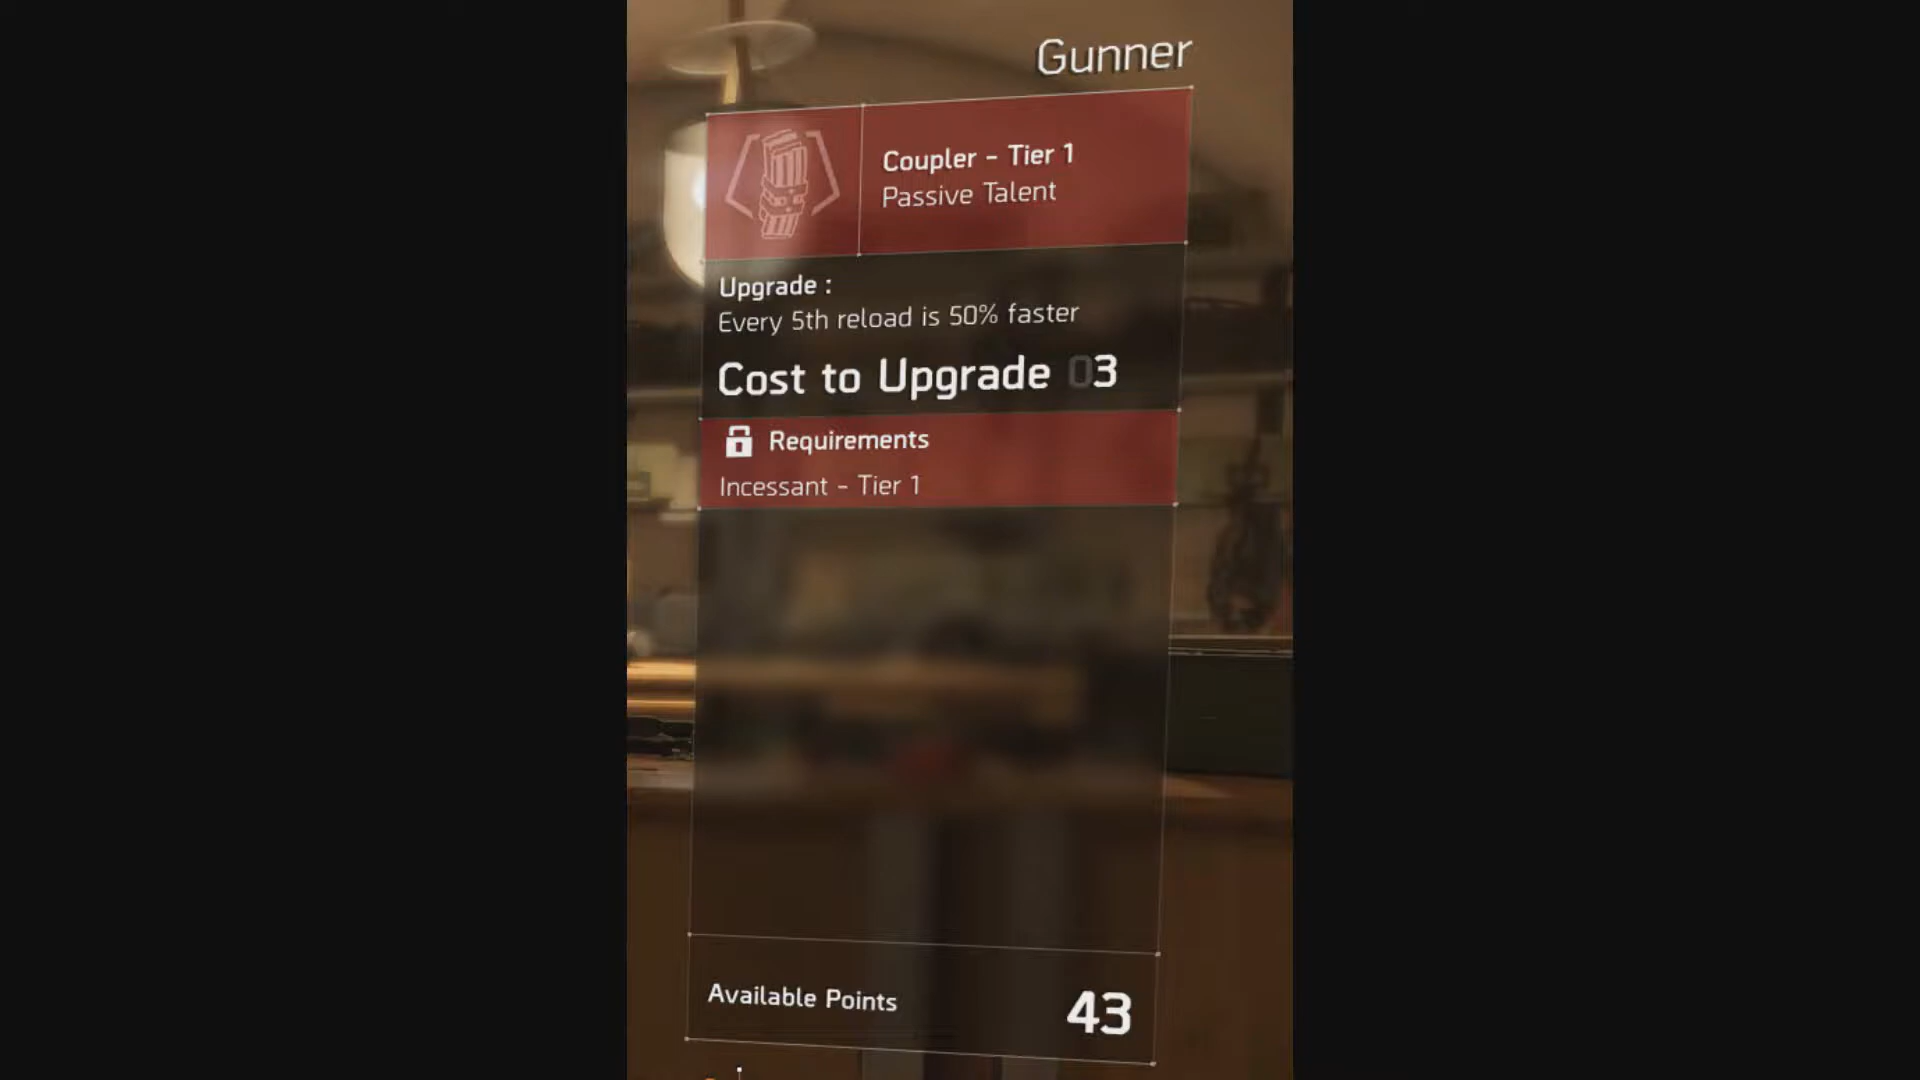 Gunner
Coupler - Tier 1
Passive Talent
Upgrade :
Every 5th reload is 50% faster
Cost to Upgrade 03
Requirements
Incessant - Tier 1
Available Points
43